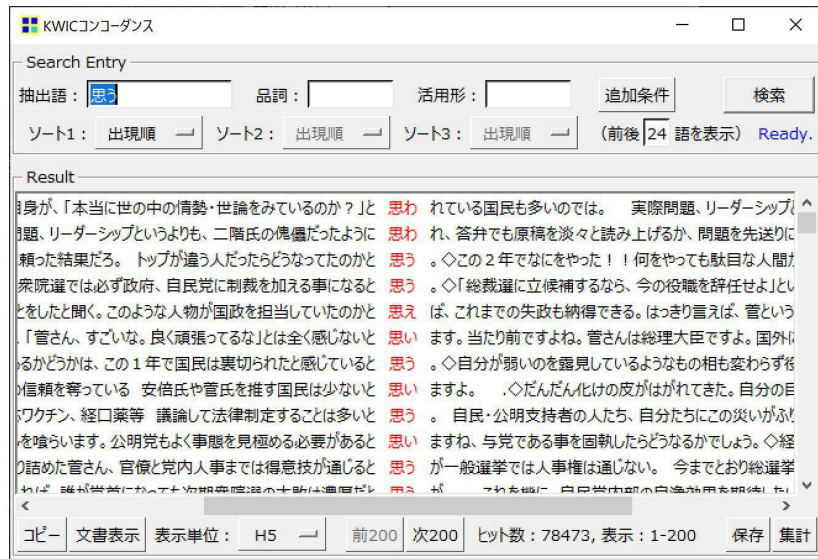 KWICコンコーダンス
Search Entry
抽出語： 思う 品詞： 活用形： 追加条件 検索
ソート1： 出現順 ソート2： 出現順 ソート3： 出現順 (前後 24 語を表示) Ready.
Result
身が、「本当に世の中の情勢・世論をみているのか？」と 思わ れている国民も多いのでは。 実際問題、リーダーシップ
題、リーダーシップというよりも、二階氏の傀儡だったように 思わ れ、答弁でも原稿を淡々と読み上げるか、問題を先送りに
頼った結果だろ。 トップが違う人だったらどうなってたのかと 思う 。◇この２年でなにをやった！！何をやっても駄目な人間
衆院選では必ず政府、自民党に制裁を加える事になると 思う 。◇「総裁選に立候補するなら、今の役職を辞任せよ」とい
とをしたと聞く。このような人物が国政を担当していたのかと 思え ば、これまでの失政も納得できる。はっきり言えば、菅という
「菅さん、すごいな。良く頑張ってるな」とは全く感じないと 思い ます。当たり前ですよね。菅さんは総理大臣ですよ。国外
るかどうかは、この１年で国民は裏切られたと感じていると 思う 。◇自分が弱いのを露見しているようなもの相も変わらず役
信頼を奪っている 安倍氏や菅氏を推す国民は少ないと 思い ますよ。 .◇だんだん化けの皮がはがれてきた。自分の目
ワクチン、経口薬等 議論して法律制定することは多いと 思う 。 自民・公明支持者の人たち、自分たちにこの災いがふり
を喰らいます。公明党もよく事態を見極める必要があると 思い ますね、与党である事を固執したらどうなるかでしょう。◇経
詰めた菅さん、官僚と党内人事までは得意技が通じると 思う が一般選挙では人事権は通じない。 今までとおり総選挙
思う が
コピー 文書表示 表示単位： H5 前200 次200 ヒット数：78473, 表示：1-200 保存 集計